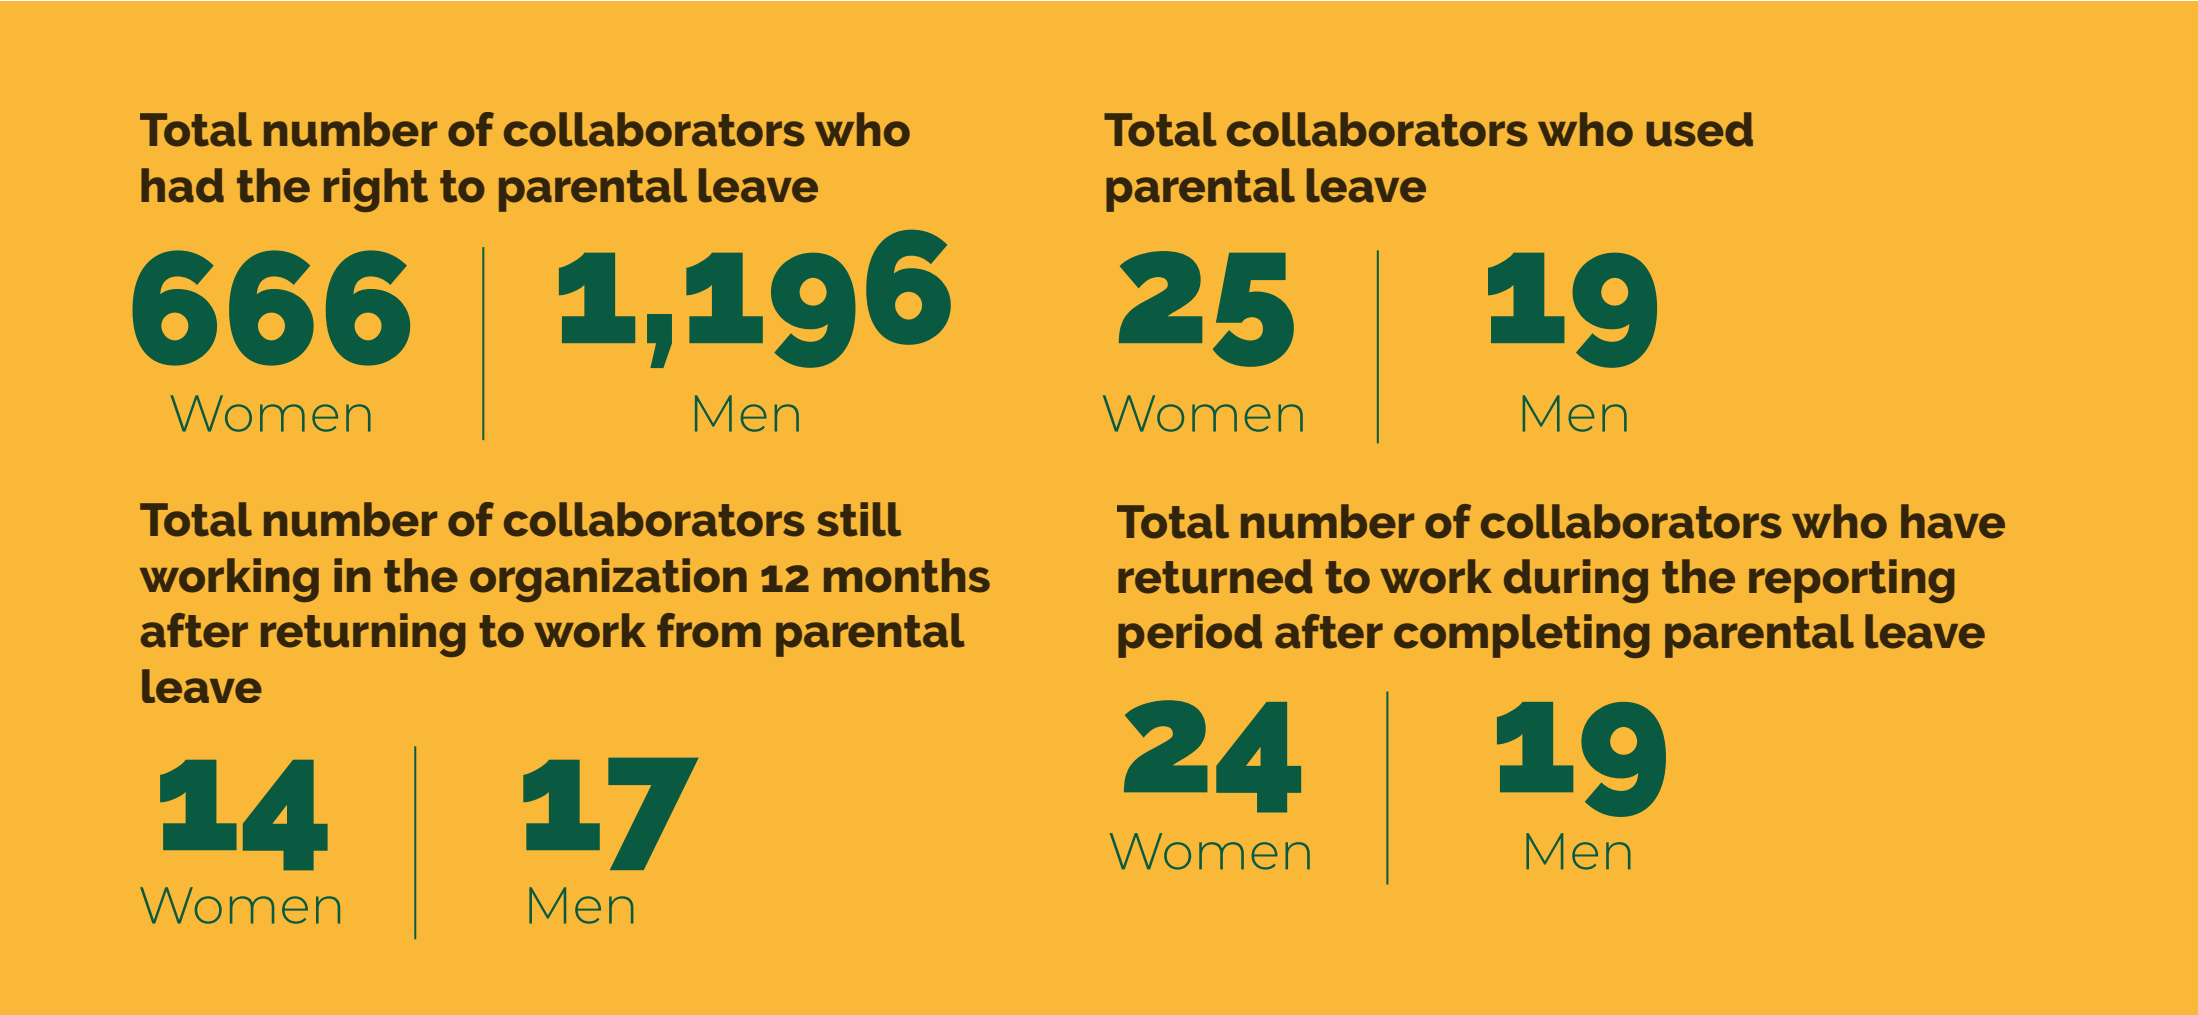 Total number of collaborators who
had the right to parental leave
666
Women
1,196
Men
Total collaborators who used
parental leave
25
Women
19
Men
Total number of collaborators still
working in the organization 12 months
after returning to work from parental
leave
14
Women
17
Men
Total number of collaborators who have
returned to work during the reporting
period after completing parental leave
24
Women
19
Men